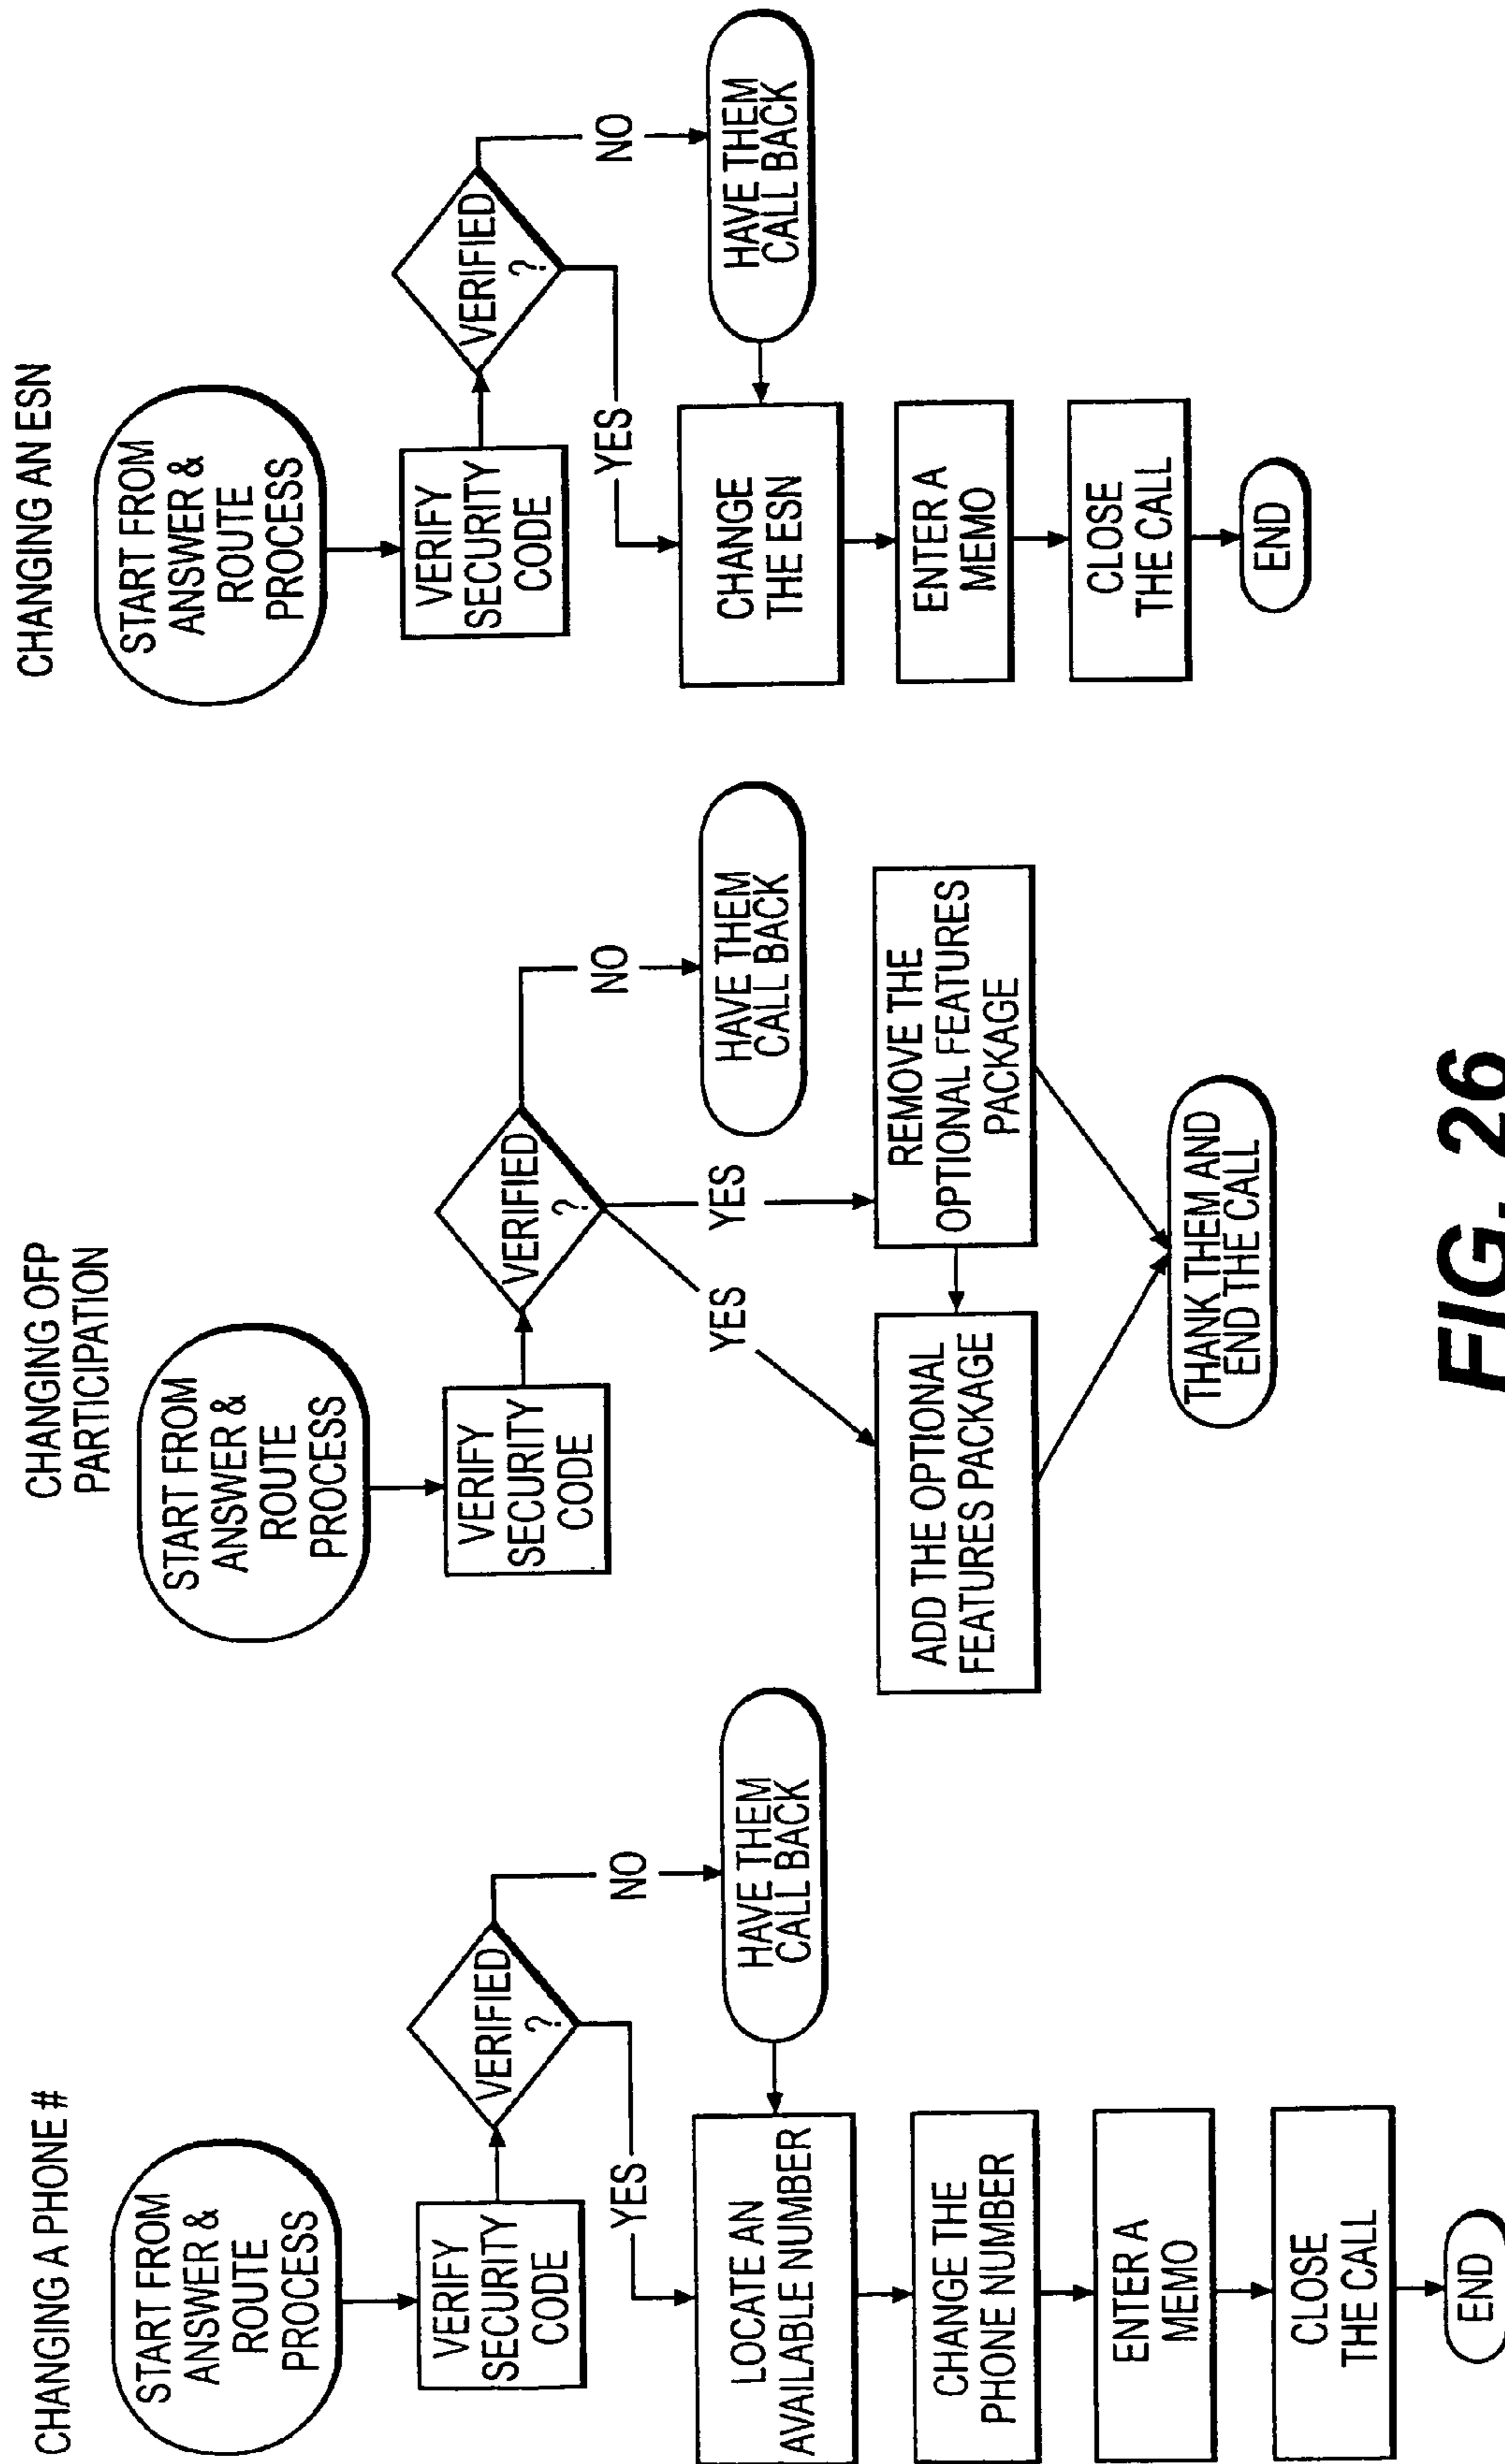 CHANGING A PHONE #
START FROM
ANSWER &
ROUTE
PROCESS
VERIFY
SECURITY
CODE
VERIFIED
?
YES
NO
HAVE THEM
CALL BACK
LOCATE AN
AVAILABLE NUMBER
CHANGE THE
PHONE NUMBER
ENTER A
MEMO
CLOSE
THE CALL
END
CHANGING OFP
PARTICIPATION
START FROM
ANSWER &
ROUTE
PROCESS
VERIFY
SECURITY
CODE
VERIFIED
?
YES
YES
NO
HAVE THEM
CALL BACK
ADD THE OPTIONAL
FEATURES PACKAGE
REMOVE THE
OPTIONAL FEATURES
PACKAGE
THANK THEM AND
END THE CALL
CHANGING AN ESN
START FROM
ANSWER &
ROUTE
PROCESS
VERIFY
SECURITY
CODE
VERIFIED
?
YES
NO
HAVE THEM
CALL BACK
CHANGE
THE ESN
ENTER A
MEMO
CLOSE
THE CALL
END
FIG. 26